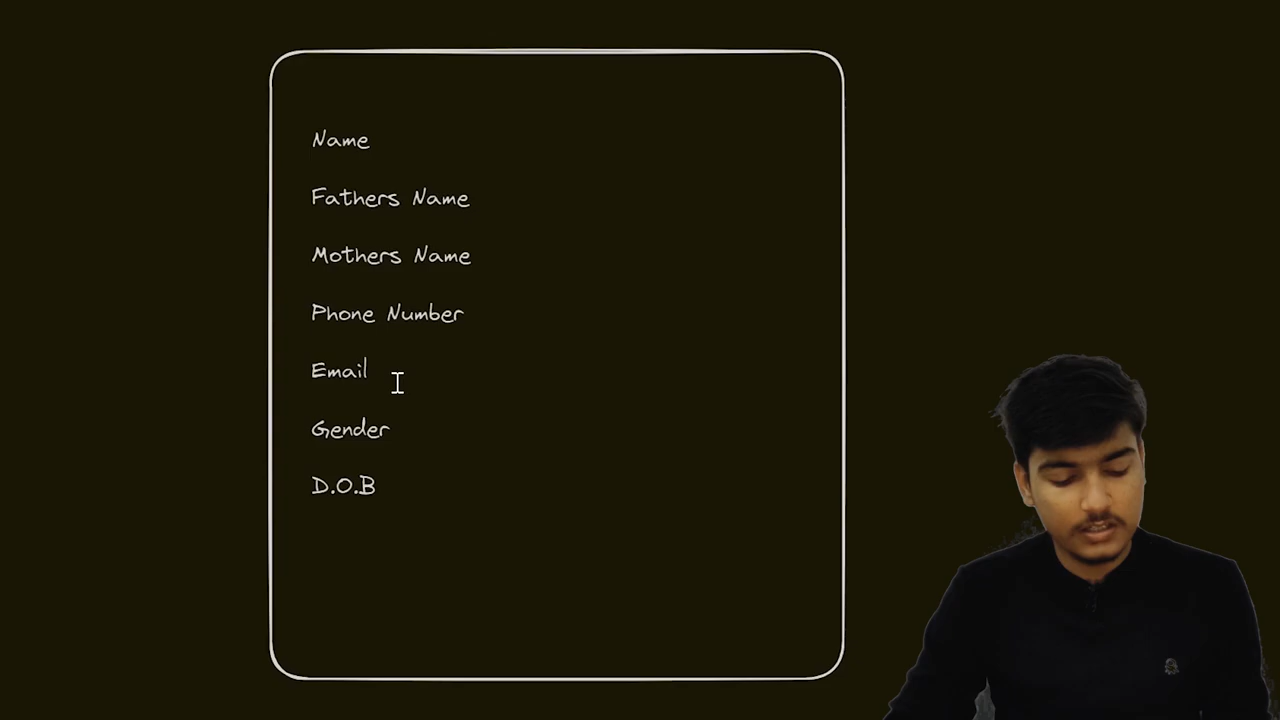 Name
Fathers Name
Mothers Name
Phone Number
Email
Gender
D.O.B